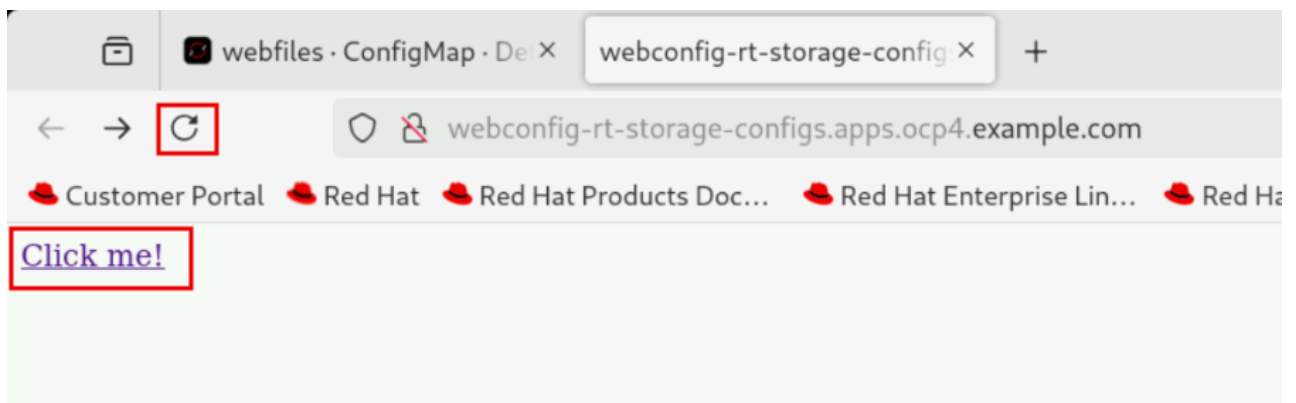 webfiles · ConfigMap · De
webconfig-rt-storage-config
webconfig-rt-storage-configs.apps.ocp4.example.com
Customer Portal Red Hat Red Hat Products Doc... Red Hat Enterprise Lin... Red Ha
Click me!